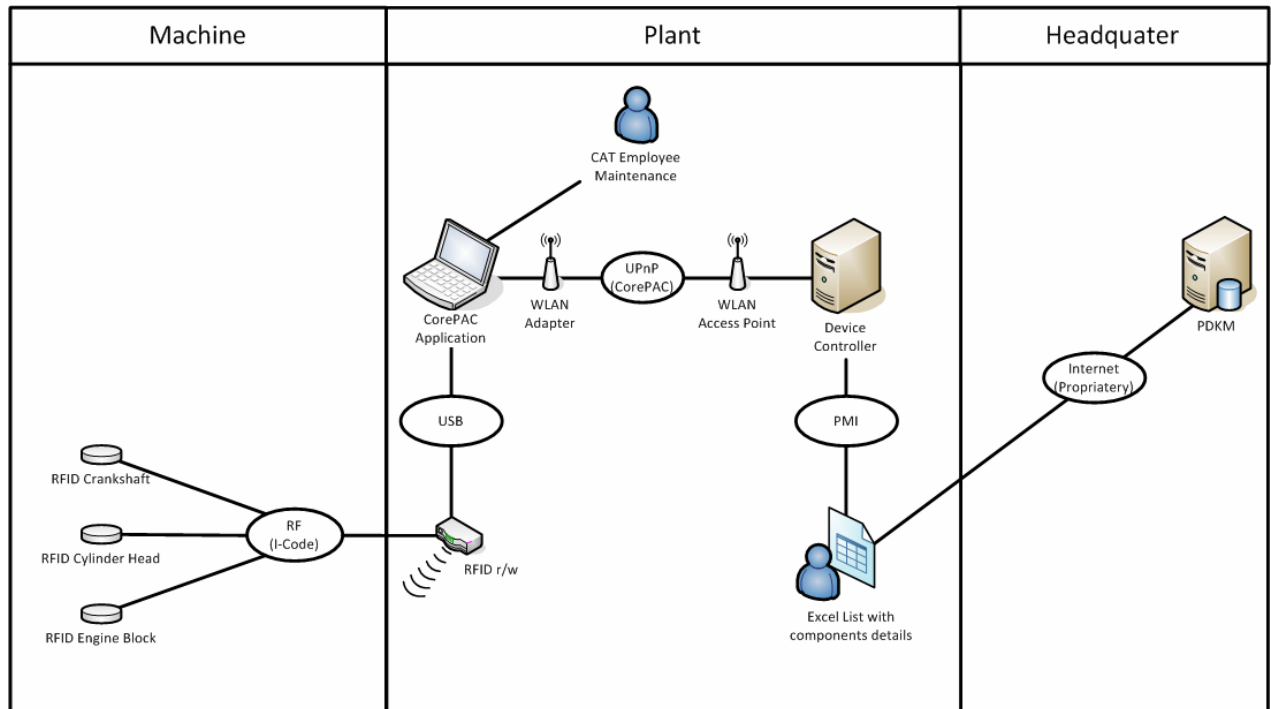 Machine
Plant
Headquater
CAT Employee
Maintenance
CorePAC
Application
WLAN
Adapter
UPnP
(CorePAC)
WLAN
Access Point
Device
Controller
PDKM
Internet
(Propriatery)
USB
PMI
RFID Crankshaft
RFID Cylinder Head
RFID Engine Block
RF
(I-Code)
RFID r/w
Excel List with
components details